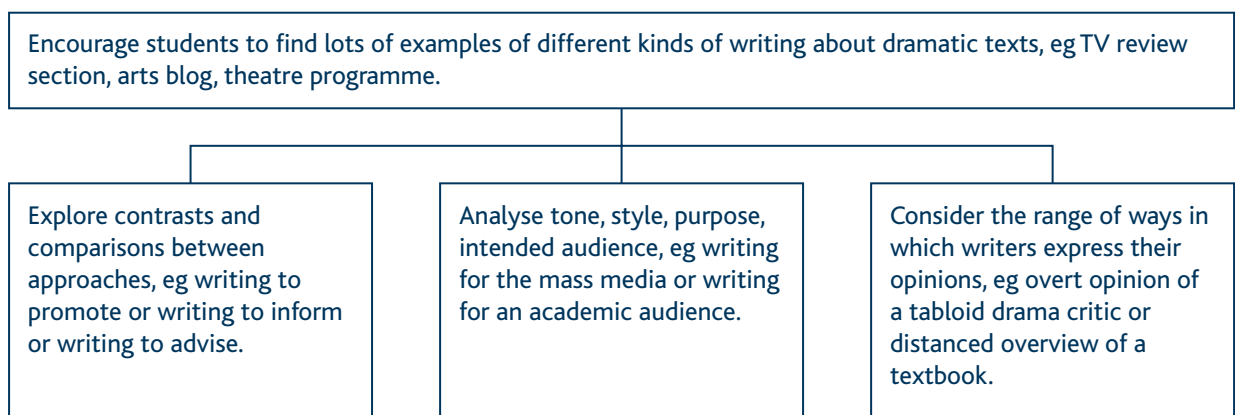 Encourage students to find lots of examples of different kinds of writing about dramatic texts, eg TV review
section, arts blog, theatre programme.
Explore contrasts and
comparisons between
approaches, eg writing to
promote or writing to inform
or writing to advise.
Analyse tone, style, purpose,
intended audience, eg writing
for the mass media or writing
for an academic audience.
Consider the range of ways in
which writers express their
opinions, eg overt opinion of
a tabloid drama critic or
distanced overview of a
textbook.